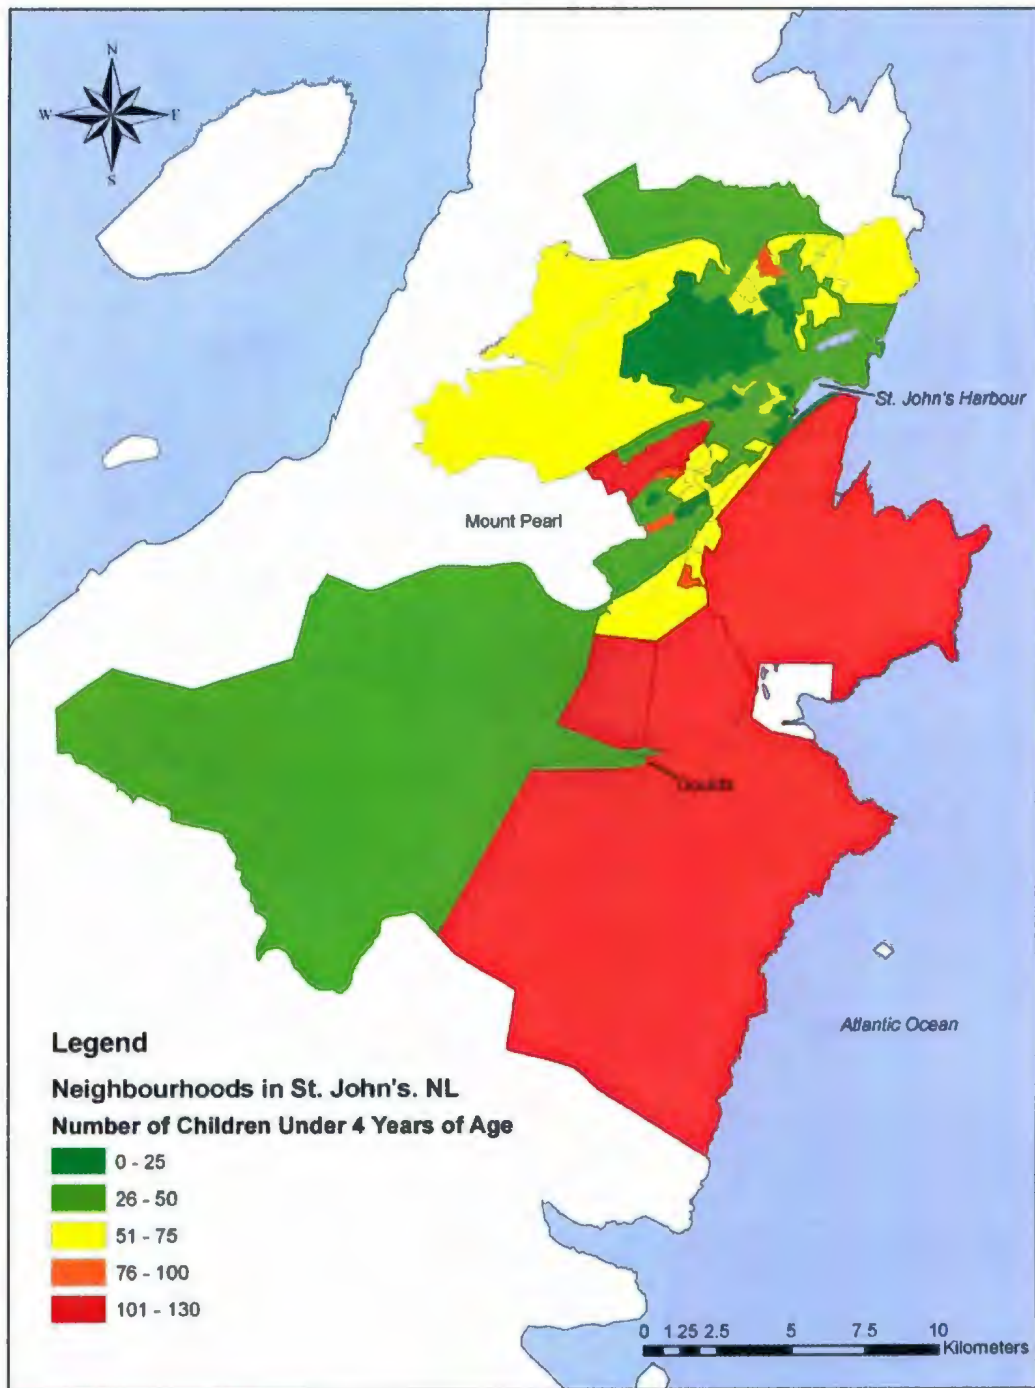 N
W E
S
St. John's Harbour
Mount Pearl
Goulds
Atlantic Ocean
Legend
Neighbourhoods in St. John's. NL
Number of Children Under 4 Years of Age
0 - 25
26 - 50
51 - 75
76 - 100
101 - 130
0 1.25 2.5 5 7.5 10
Kilometers